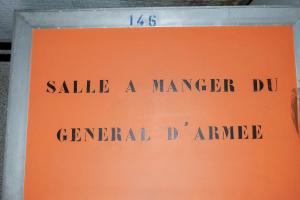 146
SALLE A MANGER DU
GENERAL D'ARMEE